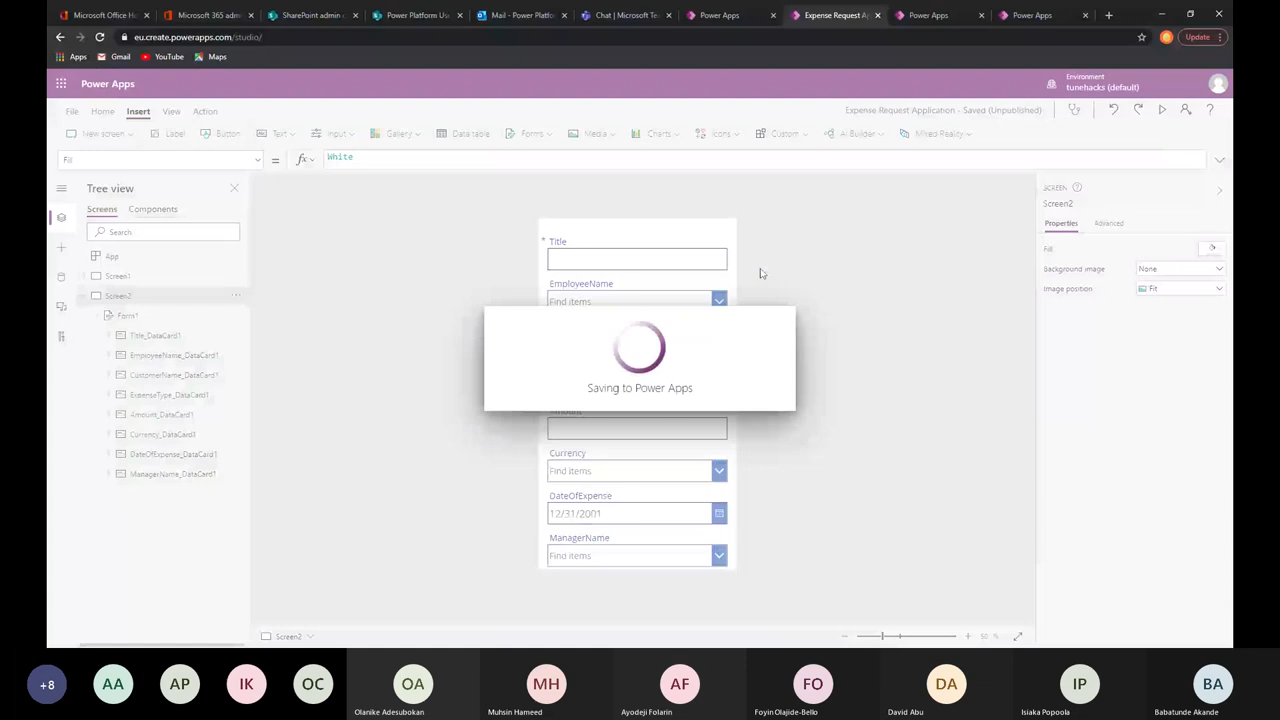 Microsoft Office Ho
Microsoft 365 admi
SharePoint admin c
Power Platform Us
Mail - Power Platfo
Chat | Microsoft Te
Power Apps
Expense Request A
Power Apps
Power Apps
eu.create.powerapps.com/studio/
Update
Apps
Gmail
YouTube
Maps
Power Apps
Environment
tunehacks (default)
File
Home
Insert
View
Action
Expense Request Application - Saved (Unpublished)
New screen
Label
Button
Text
Input
Gallery
Data table
Forms
Media
Charts
Icons
Custom
AI Builder
Mixed Reality
Fill
= fx
White
Tree view
Screens
Components
Search
App
Screen1
Screen2
Form1
Title_DataCard1
EmployeeName_DataCard1
CustomerName_DataCard1
ExpenseType_DataCard1
Amount_DataCard1
Currency_DataCard1
DateOfExpense_DataCard1
ManagerName_DataCard1
* Title
EmployeeName
Find items
Saving to Power Apps
Amount
Currency
Find items
DateOfExpense
12/31/2001
ManagerName
Find items
SCREEN
Screen2
Properties
Advanced
Fill
Background image
None
Image position
Fit
Screen2
50 %
+8
AA
AP
IK
OC
OA
Olanike Adesubokan
MH
Muhsin Hameed
AF
Ayodeji Folarin
FO
Foyin Olajide-Bello
DA
David Abu
IP
Isiaka Popoola
BA
Babatunde Akande